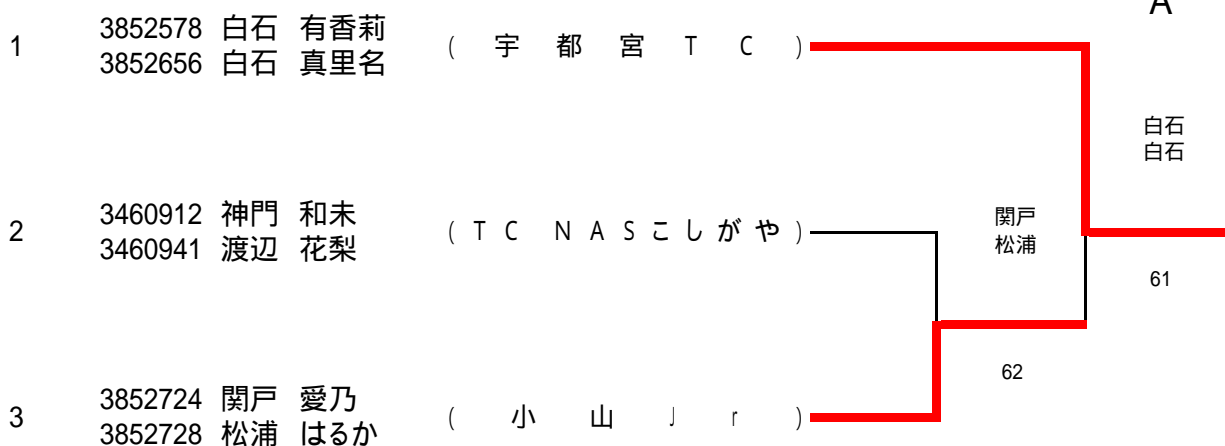 A
1 3852578 白石 有香莉 ( 宇 都 宮 T C )
3852656 白石 真里名
白石
白石
2 3460912 神門 和未 ( T C N A S こ し が や )
3460941 渡辺 花梨
関戸
松浦
61
62
3 3852724 関戸 愛乃 ( 小 山 J r )
3852728 松浦 はるか